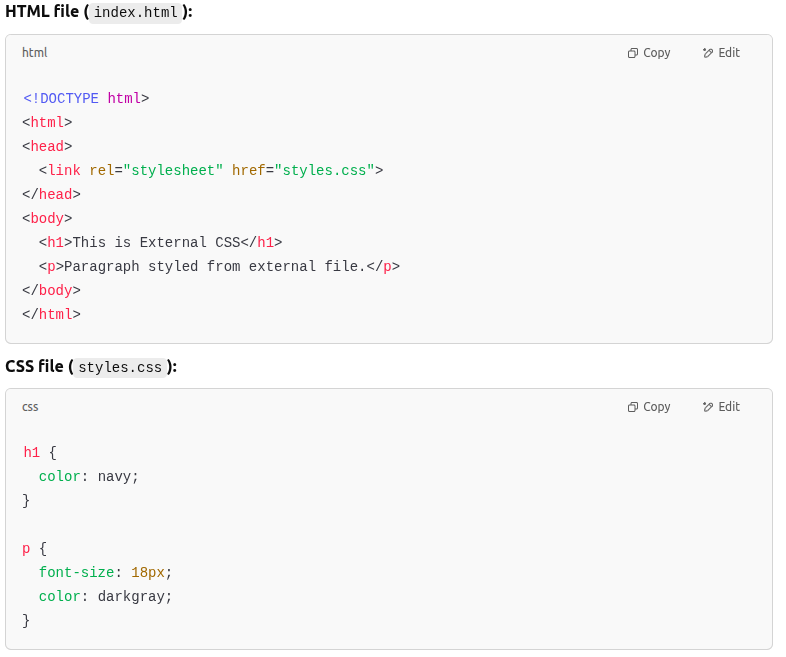 HTML file (index.html):
html
Copy
Edit
<!DOCTYPE html>
<html>
<head>
  <link rel="stylesheet" href="styles.css">
</head>
<body>
  <h1>This is External CSS</h1>
  <p>Paragraph styled from external file.</p>
</body>
</html>
CSS file (styles.css):
css
Copy
Edit
h1 {
  color: navy;
}
p {
  font-size: 18px;
  color: darkgray;
}